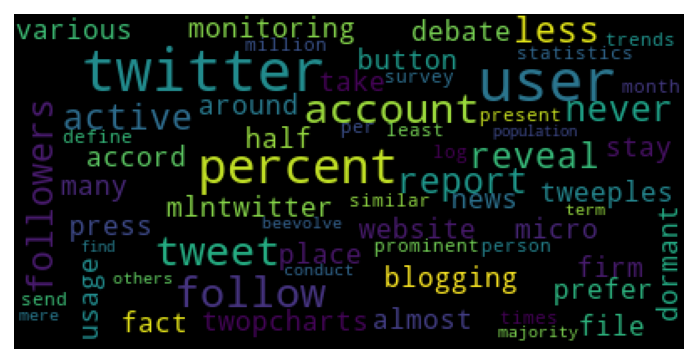 various monitoring debate less trends
million statistics
twitter take button user
survey month
active around account present never
define half per least population
accord percent log reveal stay
followers many report news tweeples
mlntwitter similar term
press beevolve website micro
find tweet place prominent person dormant
usage others conduct blogging firm
send follow prefer
mere fact twopcharts almost times file
majority